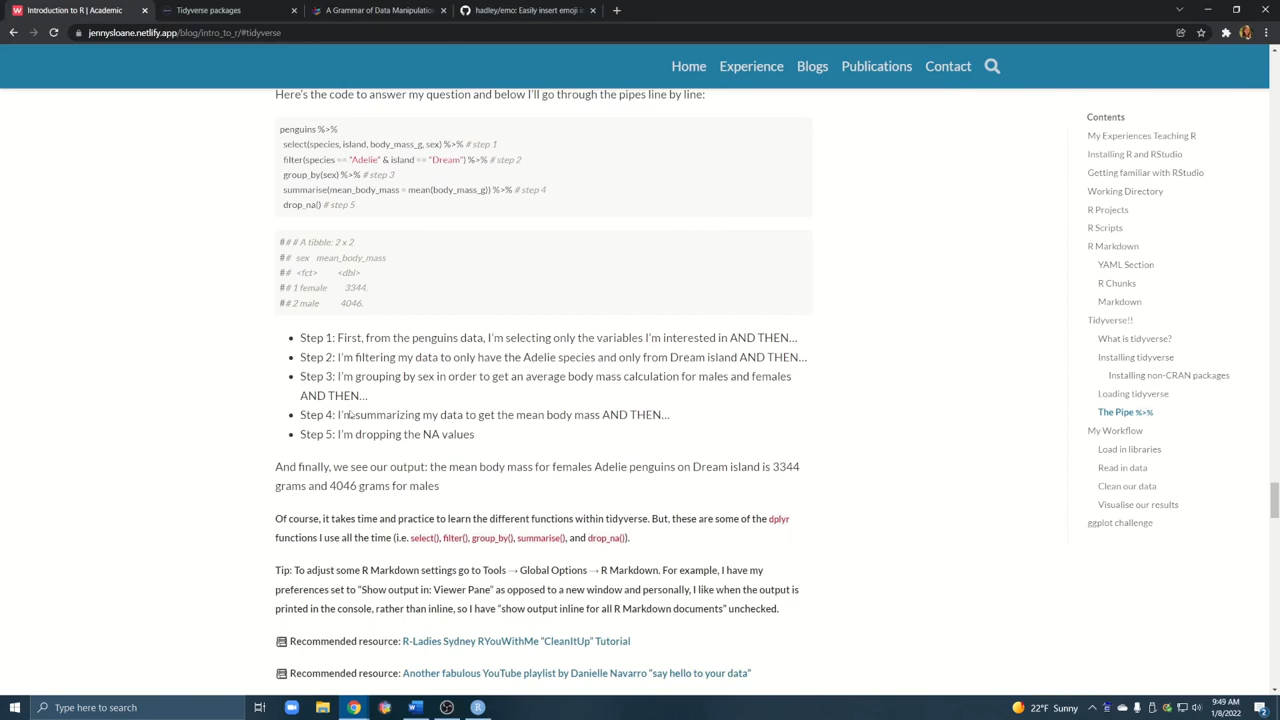 Introduction to R | Academic
Tidyverse packages
A Grammar of Data Manipulation
hadley/emo: Easily insert emoji in
jennysloane.netlify.app/blog/intro_to_r/#tidyverse
Home Experience Blogs Publications Contact
Here's the code to answer my question and below I'll go through the pipes line by line:
penguins %>%
select(species, island, body_mass_g, sex) %>% # step 1
filter(species == "Adelie" & island == "Dream") %>% # step 2
group_by(sex) %>% # step 3
summarise(mean_body_mass = mean(body_mass_g)) %>% # step 4
drop_na() # step 5
## # A tibble: 2 x 2
## sex mean_body_mass
## <fct> <dbl>
## 1 female 3344.
## 2 male 4046.
Step 1: First, from the penguins data, I'm selecting only the variables I'm interested in AND THEN…
Step 2: I'm filtering my data to only have the Adelie species and only from Dream island AND THEN…
Step 3: I'm grouping by sex in order to get an average body mass calculation for males and females
AND THEN…
Step 4: I'm summarizing my data to get the mean body mass AND THEN…
Step 5: I'm dropping the NA values
And finally, we see our output: the mean body mass for females Adelie penguins on Dream island is 3344
grams and 4046 grams for males
Of course, it takes time and practice to learn the different functions within tidyverse. But, these are some of the dplyr
functions I use all the time (i.e. select(), filter(), group_by(), summarise(), and drop_na()).
Tip: To adjust some R Markdown settings go to Tools → Global Options → R Markdown. For example, I have my
preferences set to "Show output in: Viewer Pane" as opposed to a new window and personally, I like when the output is
printed in the console, rather than inline, so I have "show output inline for all R Markdown documents" unchecked.
Recommended resource: R-Ladies Sydney RYouWithMe "CleanItUp" Tutorial
Recommended resource: Another fabulous YouTube playlist by Danielle Navarro "say hello to your data"
Contents
My Experiences Teaching R
Installing R and RStudio
Getting familiar with RStudio
Working Directory
R Projects
R Scripts
R Markdown
YAML Section
R Chunks
Markdown
Tidyverse!!
What is tidyverse?
Installing tidyverse
Installing non-CRAN packages
Loading tidyverse
The Pipe %>%
My Workflow
Load in libraries
Read in data
Clean our data
Visualise our results
ggplot challenge
Type here to search
22°F Sunny
9:49 AM
1/8/2022
2